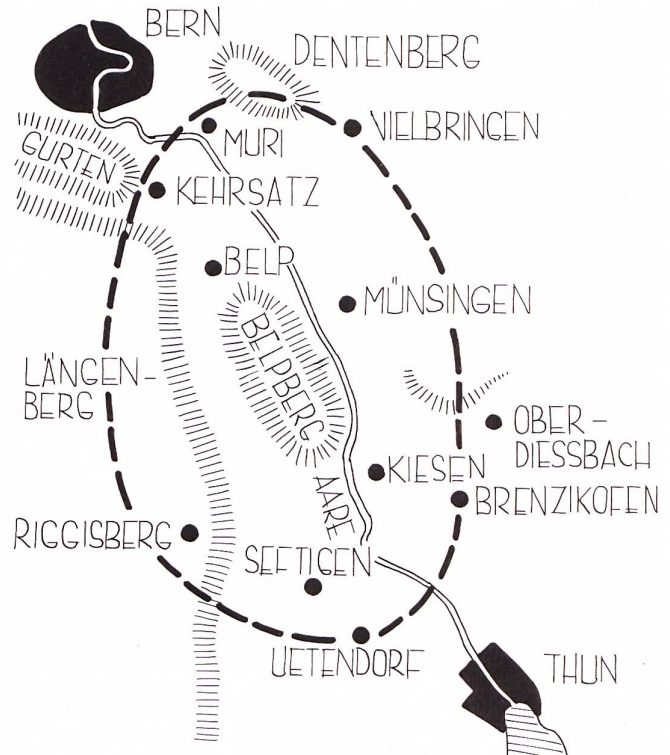 BERN
DENTENBERG
MURI
VIELBRINGEN
GURTEN
KEHRSATZ
BELP
MÜNSINGEN
BELPBERG
LÄNGEN-
BERG
OBER-
DIESSBACH
KIESEN
BRENZIKOFEN
AARE
RIGGISBERG
SEFTIGEN
UETENDORF
THUN